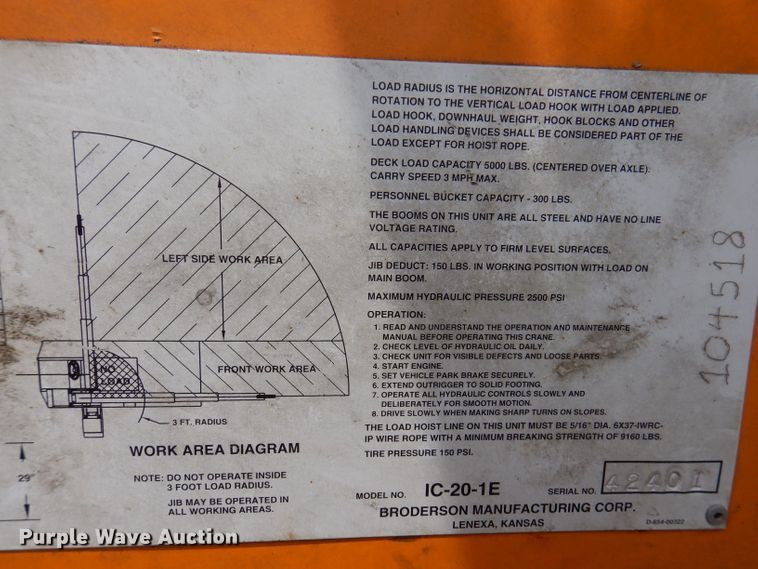 LOAD RADIUS IS THE HORIZONTAL DISTANCE FROM CENTERLINE OF
ROTATION TO THE VERTICAL LOAD HOOK WITH LOAD APPLIED.
LOAD HOOK, DOWNHAUL WEIGHT, HOOK BLOCKS AND OTHER
LOAD HANDLING DEVICES SHALL BE CONSIDERED PART OF THE
LOAD EXCEPT FOR HOIST ROPE.
DECK LOAD CAPACITY 5000 LBS. (CENTERED OVER AXLE).
CARRY SPEED 3 MPH MAX.
PERSONNEL BUCKET CAPACITY - 300 LBS.
THE BOOMS ON THIS UNIT ARE ALL STEEL AND HAVE NO LINE
VOLTAGE RATING.
ALL CAPACITIES APPLY TO FIRM LEVEL SURFACES.
JIB DEDUCT: 150 LBS. IN WORKING POSITION WITH LOAD ON
MAIN BOOM.
MAXIMUM HYDRAULIC PRESSURE 2500 PSI
OPERATION:
1. READ AND UNDERSTAND THE OPERATION AND MAINTENANCE
MANUAL BEFORE OPERATING THIS CRANE.
2. CHECK LEVEL OF HYDRAULIC OIL DAILY.
3. CHECK UNIT FOR VISIBLE DEFECTS AND LOOSE PARTS.
4. START ENGINE.
5. SET VEHICLE PARK BRAKE SECURELY.
6. EXTEND OUTRIGGER TO SOLID FOOTING.
7. OPERATE ALL HYDRAULIC CONTROLS SLOWLY AND
DELIBERATELY FOR SMOOTH MOTION.
8. DRIVE SLOWLY WHEN MAKING SHARP TURNS ON SLOPES.
THE LOAD HOIST LINE ON THIS UNIT MUST BE 5/16" DIA. 6X37-IWRC-
IP WIRE ROPE WITH A MINIMUM BREAKING STRENGTH OF 9160 LBS.
TIRE PRESSURE 150 PSI.
LEFT SIDE WORK AREA
FRONT WORK AREA
NO
LOAD
3 FT. RADIUS
WORK AREA DIAGRAM
29"
NOTE: DO NOT OPERATE INSIDE
3 FOOT LOAD RADIUS.
JIB MAY BE OPERATED IN
ALL WORKING AREAS.
MODEL NO. IC-20-1E SERIAL NO. 42401
BRODERSON MANUFACTURING CORP.
LENEXA, KANSAS
D-654-00322
104518
Purple Wave Auction